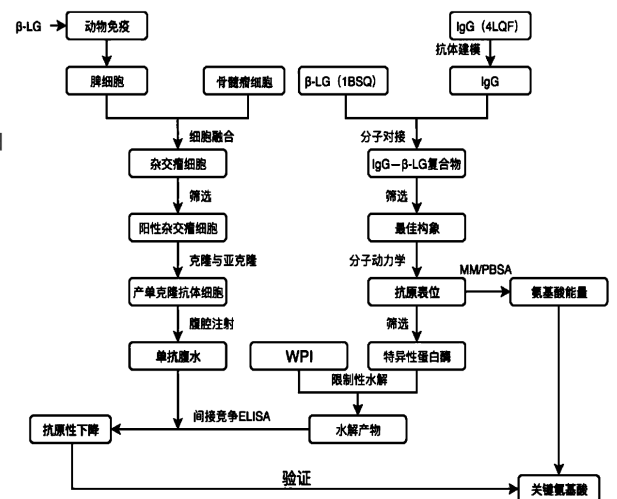 β-LG
动物免疫
IgG（4LQF）
抗体建模
脾细胞
骨髓瘤细胞
β-LG（1BSQ）
IgG
细胞融合
分子对接
杂交瘤细胞
IgG－β-LG复合物
筛选
筛选
阳性杂交瘤细胞
最佳构象
克隆与亚克隆
分子动力学
MM/PBSA
产单克隆抗体细胞
抗原表位
氨基酸能量
腹腔注射
筛选
单抗腹水
WPI
特异性蛋白酶
限制性水解
间接竞争ELISA
抗原性下降
水解产物
验证
关键氨基酸